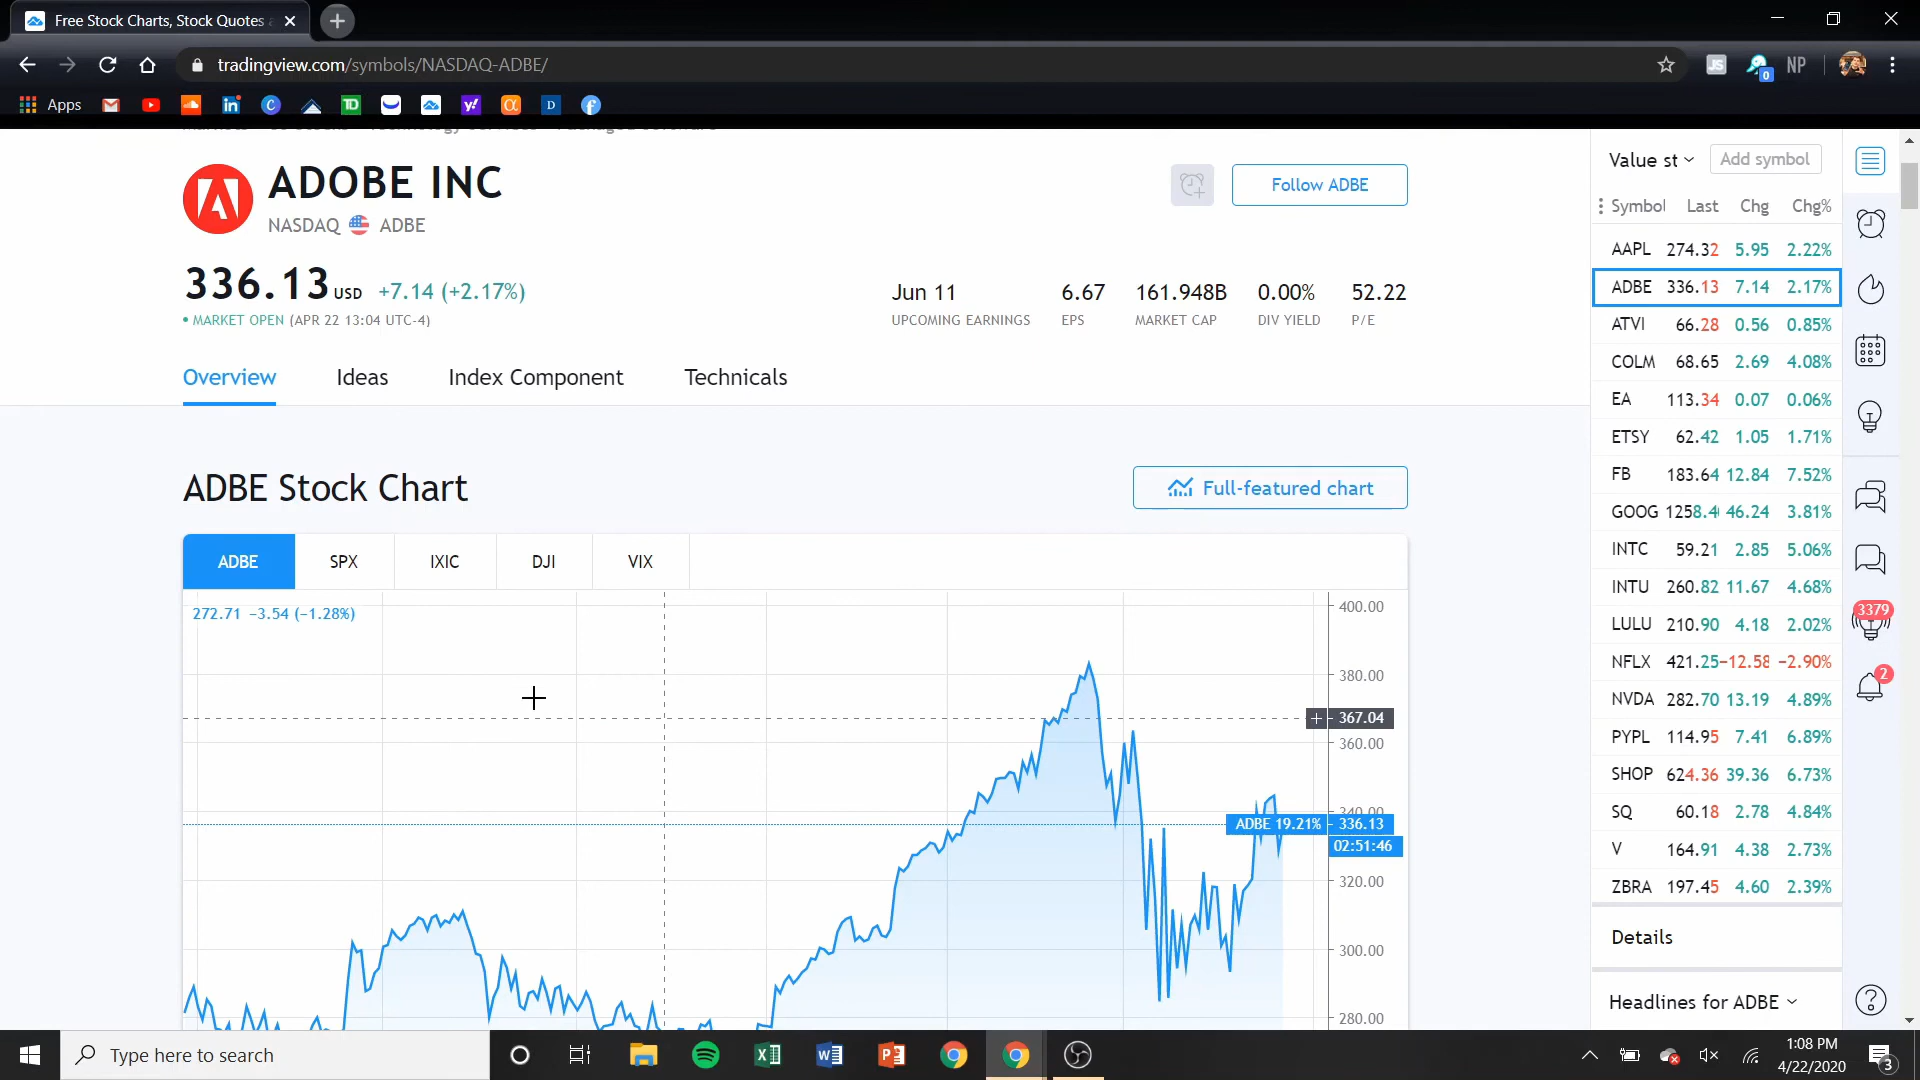 Free Stock Charts, Stock Quotes
tradingview.com/symbols/NASDAQ-ADBE/
JS
0
NP
Apps
ADOBE INC
NASDAQ ADBE
336.13 USD +7.14 (+2.17%)
• MARKET OPEN (APR 22 13:04 UTC-4)
Follow ADBE
Jun 11 6.67 161.948B 0.00% 52.22
UPCOMING EARNINGS EPS MARKET CAP DIV YIELD P/E
Overview Ideas Index Component Technicals
ADBE Stock Chart
Full-featured chart
ADBE SPX IXIC DJI VIX
272.71 −3.54 (−1.28%)
400.00
380.00
367.04
360.00
340.00
ADBE 19.21% 336.13
02:51:46
320.00
300.00
280.00
Value st Add symbol
Symbol Last Chg Chg%
AAPL 274.32 5.95 2.22%
ADBE 336.13 7.14 2.17%
ATVI 66.28 0.56 0.85%
COLM 68.65 2.69 4.08%
EA 113.34 0.07 0.06%
ETSY 62.42 1.05 1.71%
FB 183.64 12.84 7.52%
GOOG 1258.4 46.24 3.81%
INTC 59.21 2.85 5.06%
INTU 260.82 11.67 4.68%
LULU 210.90 4.18 2.02%
NFLX 421.25 −12.58 −2.90%
NVDA 282.70 13.19 4.89%
PYPL 114.95 7.41 6.89%
SHOP 624.36 39.36 6.73%
SQ 60.18 2.78 4.84%
V 164.91 4.38 2.73%
ZBRA 197.45 4.60 2.39%
Details
Headlines for ADBE
3379
2
Type here to search
1:08 PM
4/22/2020
3